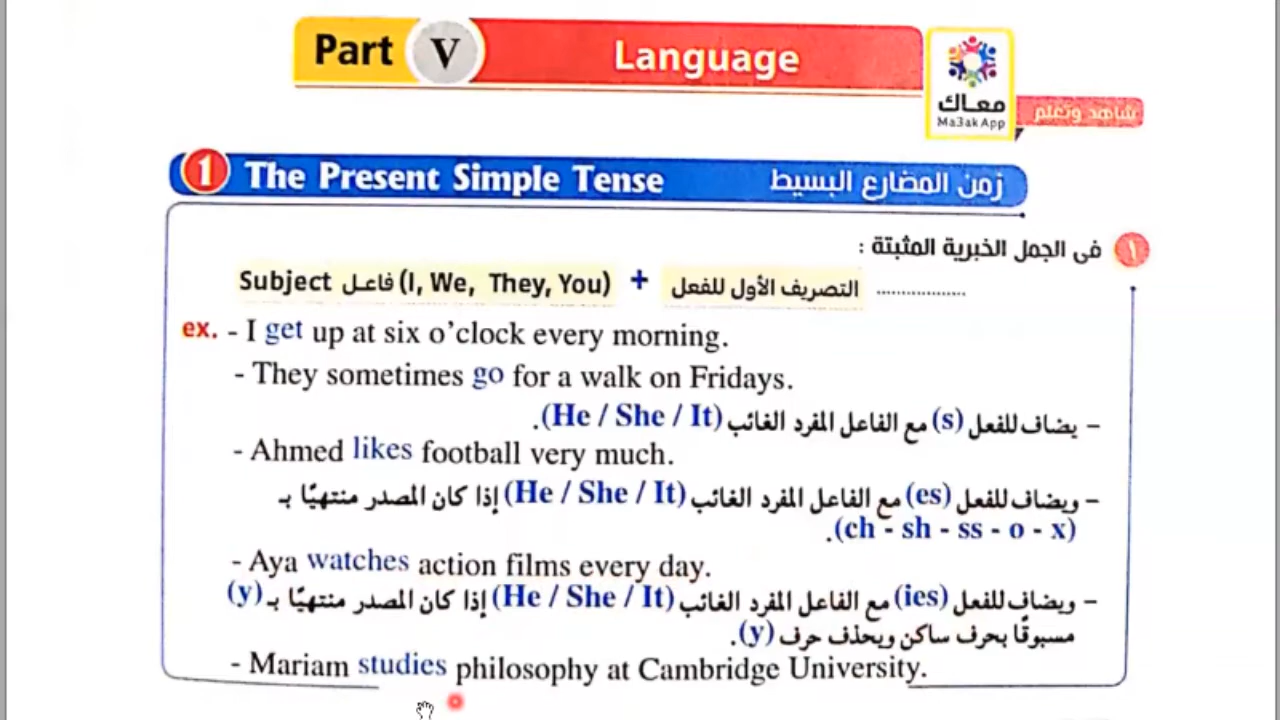 Part V Language
معاك
Ma3ak App
شاهد وتعلم
1 The Present Simple Tense زمن المضارع البسيط
١ فى الجمل الخبرية المثبتة :
Subject فاعل (I, We, They, You) + التصريف الأول للفعل ..................
ex. - I get up at six o’clock every morning.
- They sometimes go for a walk on Fridays.
- يضاف للفعل (s) مع الفاعل المفرد الغائب (He / She / It).
- Ahmed likes football very much.
- ويضاف للفعل (es) مع الفاعل المفرد الغائب (He / She / It) إذا كان المصدر منتهيًا بـ
(ch - sh - ss - o - x).
- Aya watches action films every day.
- ويضاف للفعل (ies) مع الفاعل المفرد الغائب (He / She / It) إذا كان المصدر منتهيًا بـ (y)
مسبوقًا بحرف ساكن ويحذف حرف (y).
- Mariam studies philosophy at Cambridge University.